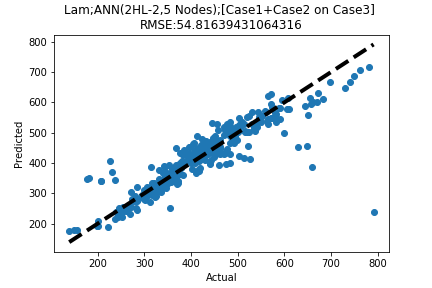 Lam;ANN(2HL-2,5 Nodes);[Case1+Case2 on Case3]
RMSE:54.81639431064316
800
700
600
500
400
300
200
Predicted
200 300 400 500 600 700 800
Actual